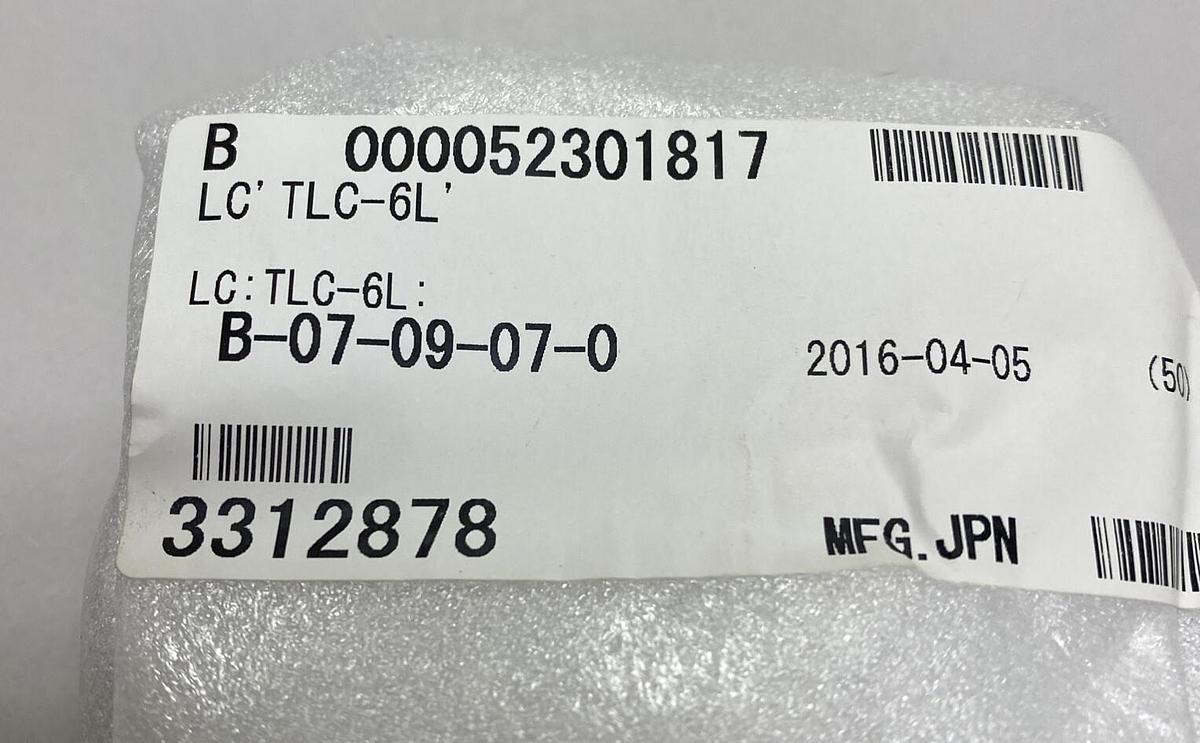 B 000052301817
LC' TLC-6L'
LC:TLC-6L:
B-07-09-07-0 2016-04-05 (50)
3312878 MFG.JPN